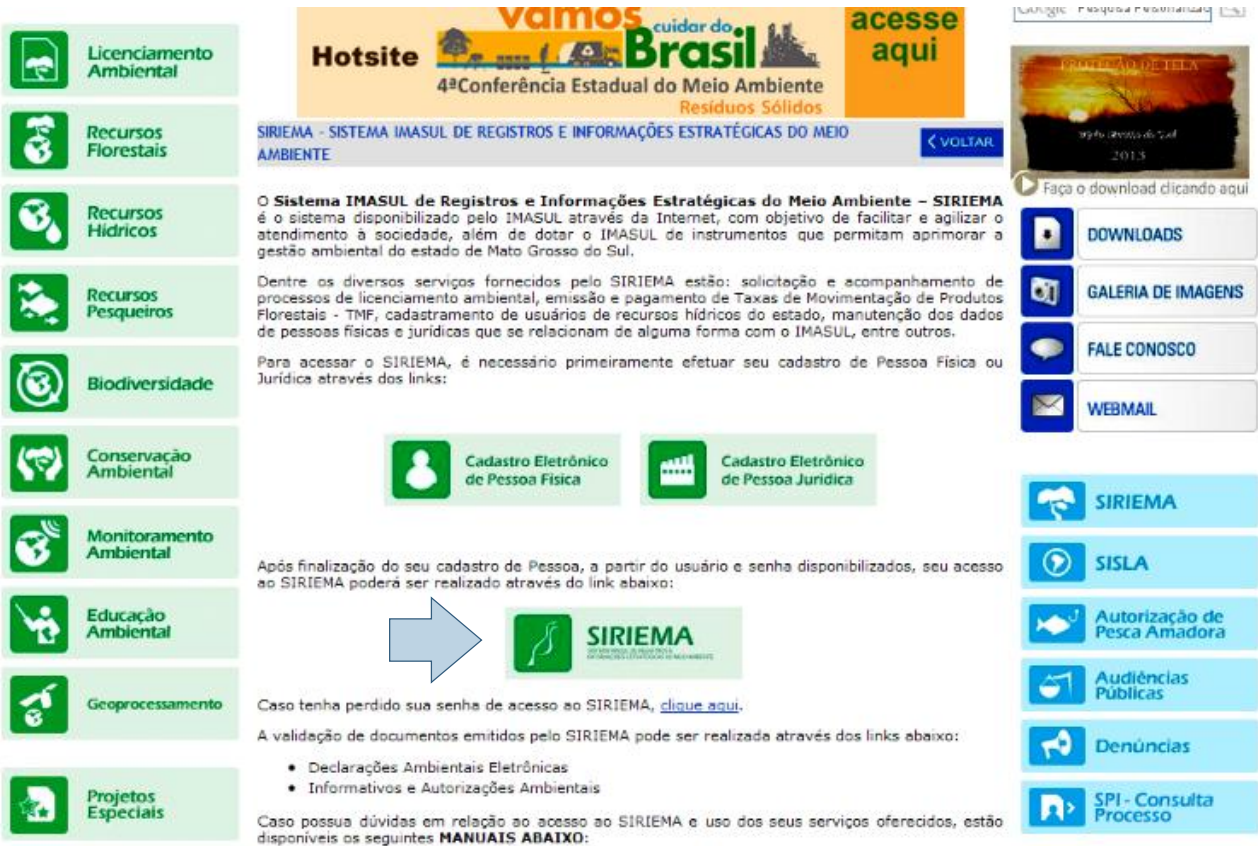 Licenciamento
Ambiental
Recursos
Florestais
Recursos
Hídricos
Recursos
Pesqueiros
Biodiversidade
Conservação
Ambiental
Monitoramento
Ambiental
Educação
Ambiental
Geoprocessamento
Projetos
Especiais
Hotsite
vamos
cuidar do
Brasil
4ªConferência Estadual do Meio Ambiente
Resíduos Sólidos
acesse
aqui
SIRIEMA - SISTEMA IMASUL DE REGISTROS E INFORMAÇÕES ESTRATÉGICAS DO MEIO
AMBIENTE
VOLTAR
O Sistema IMASUL de Registros e Informações Estratégicas do Meio Ambiente – SIRIEMA
é o sistema disponibilizado pelo IMASUL através da Internet, com objetivo de facilitar e agilizar o
atendimento à sociedade, além de dotar o IMASUL de instrumentos que permitam aprimorar a
gestão ambiental do estado de Mato Grosso do Sul.
Dentre os diversos serviços fornecidos pelo SIRIEMA estão: solicitação e acompanhamento de
processos de licenciamento ambiental, emissão e pagamento de Taxas de Movimentação de Produtos
Florestais - TMF, cadastramento de usuários de recursos hídricos do estado, manutenção dos dados
de pessoas físicas e jurídicas que se relacionam de alguma forma com o IMASUL, entre outros.
Para acessar o SIRIEMA, é necessário primeiramente efetuar seu cadastro de Pessoa Física ou
Jurídica através dos links:
Cadastro Eletrônico
de Pessoa Física
Cadastro Eletrônico
de Pessoa Jurídica
Após finalização do seu cadastro de Pessoa, a partir do usuário e senha disponibilizados, seu acesso
ao SIRIEMA poderá ser realizado através do link abaixo:
SIRIEMA
Caso tenha perdido sua senha de acesso ao SIRIEMA, clique aqui.
A validação de documentos emitidos pelo SIRIEMA pode ser realizada através dos links abaixo:
• Declarações Ambientais Eletrônicas
• Informativos e Autorizações Ambientais
Caso possua dúvidas em relação ao acesso ao SIRIEMA e uso dos seus serviços oferecidos, estão
disponíveis os seguintes MANUAIS ABAIXO:
Google Pesquisa Personalizad
PROTEÇÃO DE TELA
2013
Faça o download clicando aqui
DOWNLOADS
GALERIA DE IMAGENS
FALE CONOSCO
WEBMAIL
SIRIEMA
SISLA
Autorização de
Pesca Amadora
Audiências
Públicas
Denúncias
SPI - Consulta
Processo